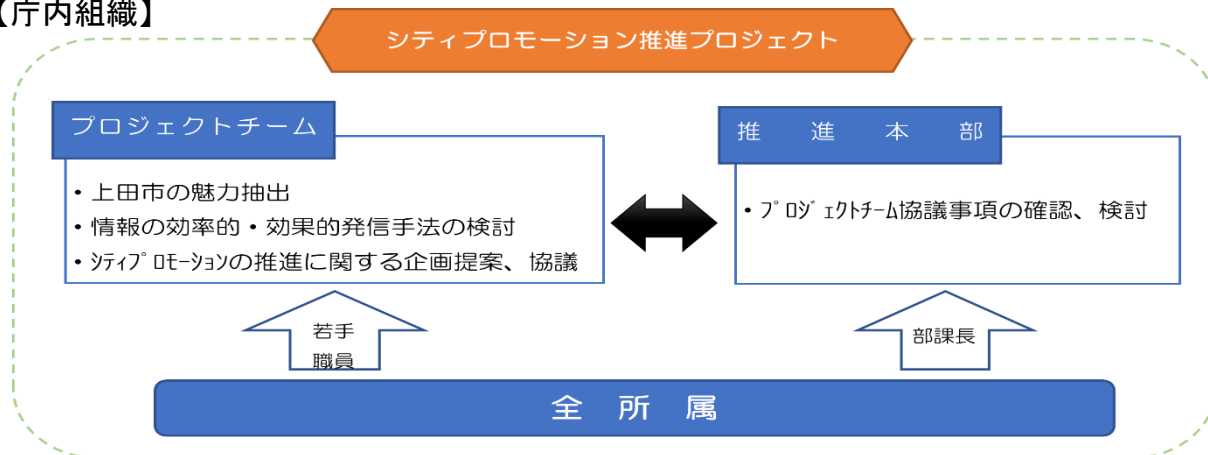 【庁内組織】
シティプロモーション推進プロジェクト
プロジェクトチーム
・上田市の魅力抽出
・情報の効率的・効果的発信手法の検討
・ｼﾃｨﾌﾟﾛﾓｰｼｮﾝの推進に関する企画提案、協議
推進本部
・ﾌﾟﾛｼﾞｪｸﾄﾁｰﾑ協議事項の確認、検討
若手
職員
部課長
全所属